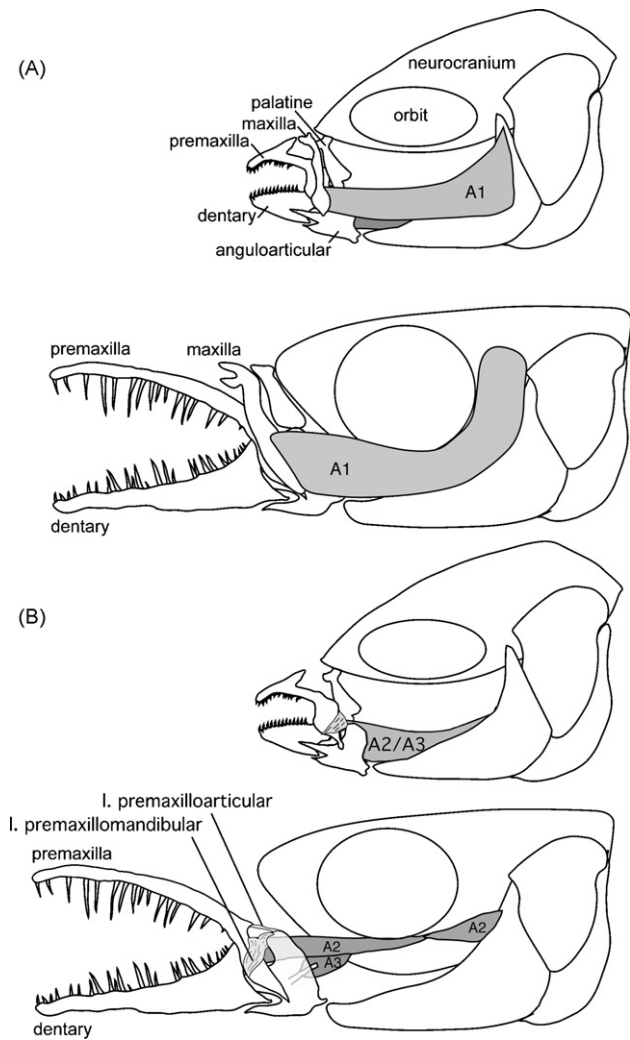 (A)
neurocranium
palatine
maxilla
orbit
premaxilla
A1
dentary
anguloarticular
premaxilla
maxilla
A1
dentary
(B)
A2/A3
l. premaxilloarticular
l. premaxillomandibular
premaxilla
A2
A2
A3
dentary